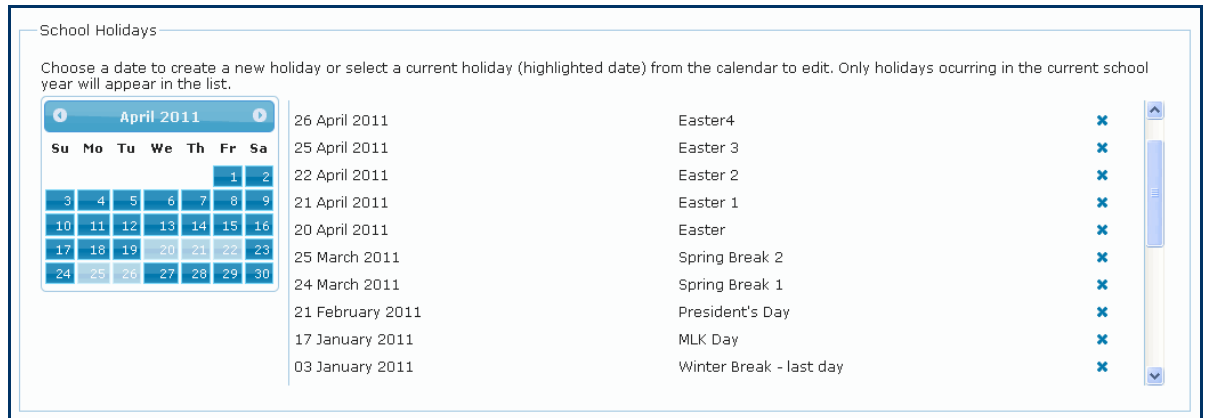 School Holidays
Choose a date to create a new holiday or select a current holiday (highlighted date) from the calendar to edit. Only holidays ocurring in the current school
year will appear in the list.
April 2011
Su Mo Tu We Th Fr Sa
1 2
3 4 5 6 7 8 9
10 11 12 13 14 15 16
17 18 19 20 21 22 23
24 25 26 27 28 29 30
26 April 2011 Easter4
25 April 2011 Easter 3
22 April 2011 Easter 2
21 April 2011 Easter 1
20 April 2011 Easter
25 March 2011 Spring Break 2
24 March 2011 Spring Break 1
21 February 2011 President's Day
17 January 2011 MLK Day
03 January 2011 Winter Break - last day